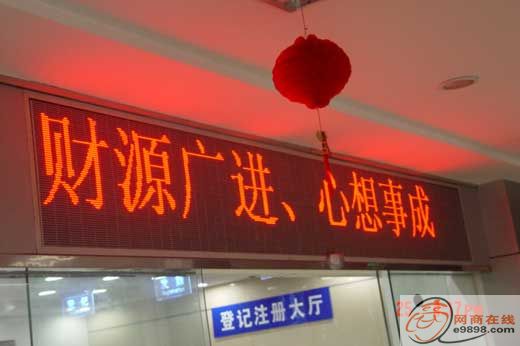 财源广进、心想事成
登记注册大厅
网商在线
e9898.com